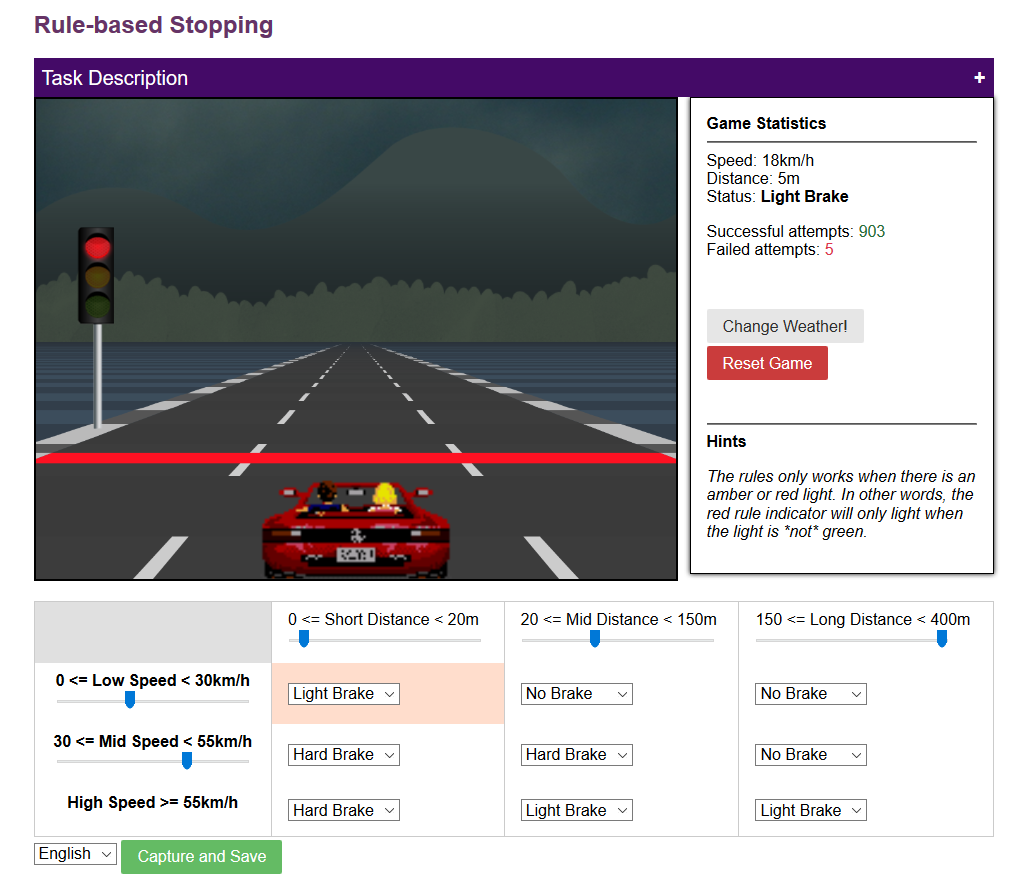 Rule-based Stopping
Task Description +
Game Statistics
Speed: 18km/h
Distance: 5m
Status: Light Brake
Successful attempts: 903
Failed attempts: 5
Change Weather!
Reset Game
Hints
The rules only works when there is an
amber or red light. In other words, the
red rule indicator will only light when
the light is *not* green.
0 <= Short Distance < 20m
20 <= Mid Distance < 150m
150 <= Long Distance < 400m
0 <= Low Speed < 30km/h
Light Brake
No Brake
No Brake
30 <= Mid Speed < 55km/h
Hard Brake
Hard Brake
No Brake
High Speed >= 55km/h
Hard Brake
Light Brake
Light Brake
English
Capture and Save